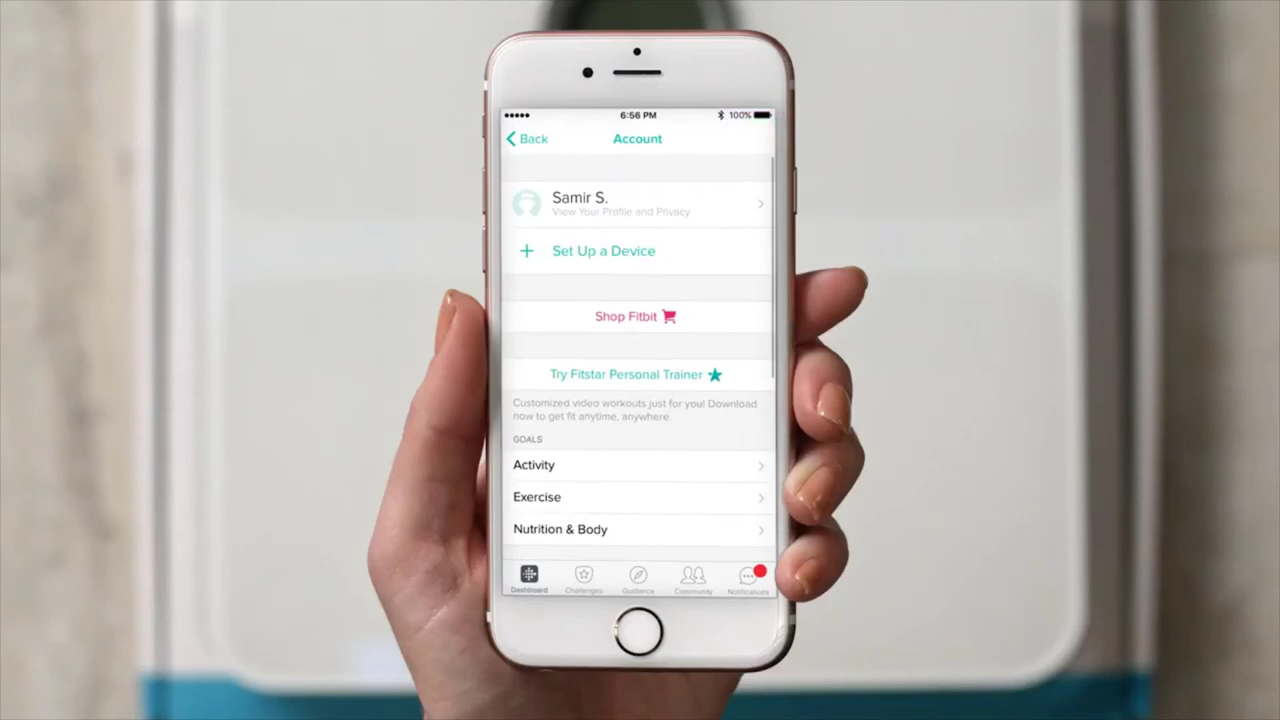 6:56 PM
100%
Back
Account
Samir S.
View Your Profile and Privacy
Set Up a Device
Shop Fitbit
Try Fitstar Personal Trainer
Customized video workouts just for you! Download
now to get fit anytime, anywhere.
GOALS
Activity
Exercise
Nutrition & Body
Dashboard
Challenges
Guidance
Community
Notifications